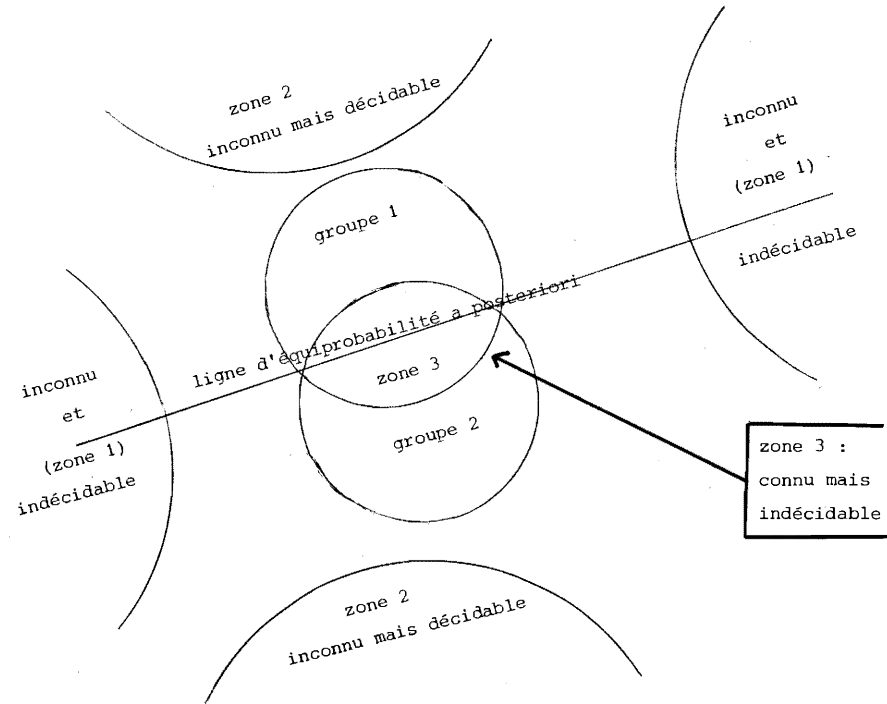 zone 2
inconnu mais décidable
inconnu
et
(zone 1)
indécidable
groupe 1
ligne d'équiprobabilité a posteriori
zone 3
groupe 2
inconnu
et
(zone 1)
indécidable
zone 3 :
connu mais
indécidable
zone 2
inconnu mais décidable